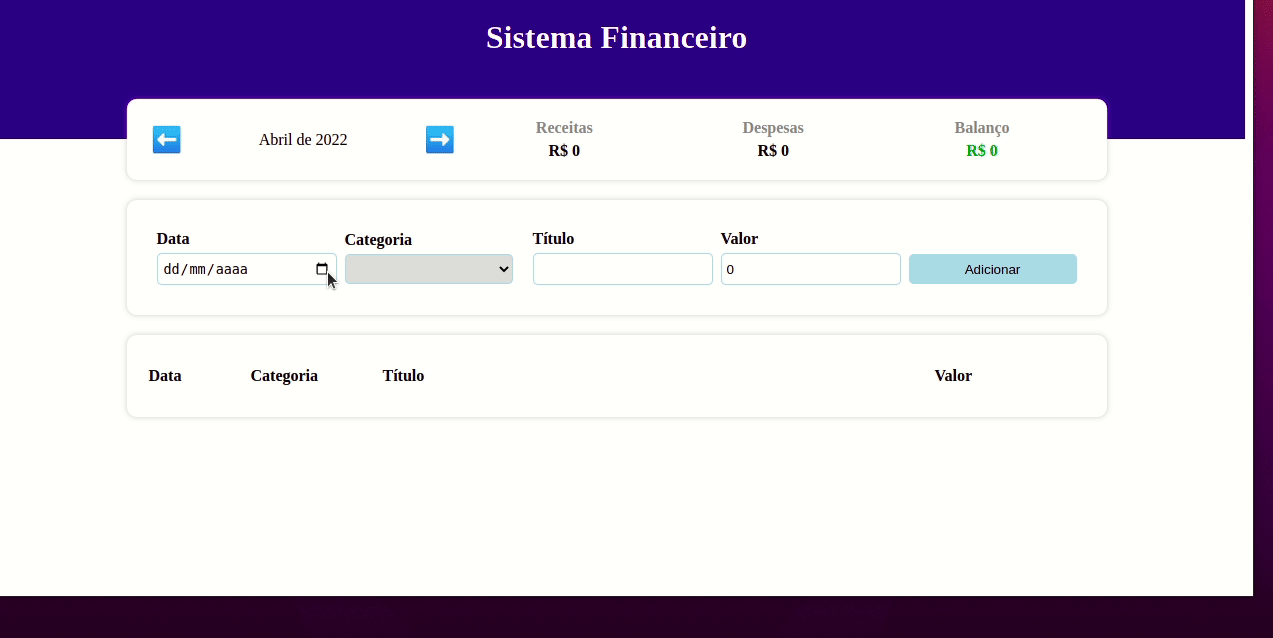 Sistema Financeiro
Abril de 2022
Receitas
R$ 0
Despesas
R$ 0
Balanço
R$ 0
Data
Categoria
Título
Valor
dd/mm/aaaa
0
Adicionar
Data
Categoria
Título
Valor